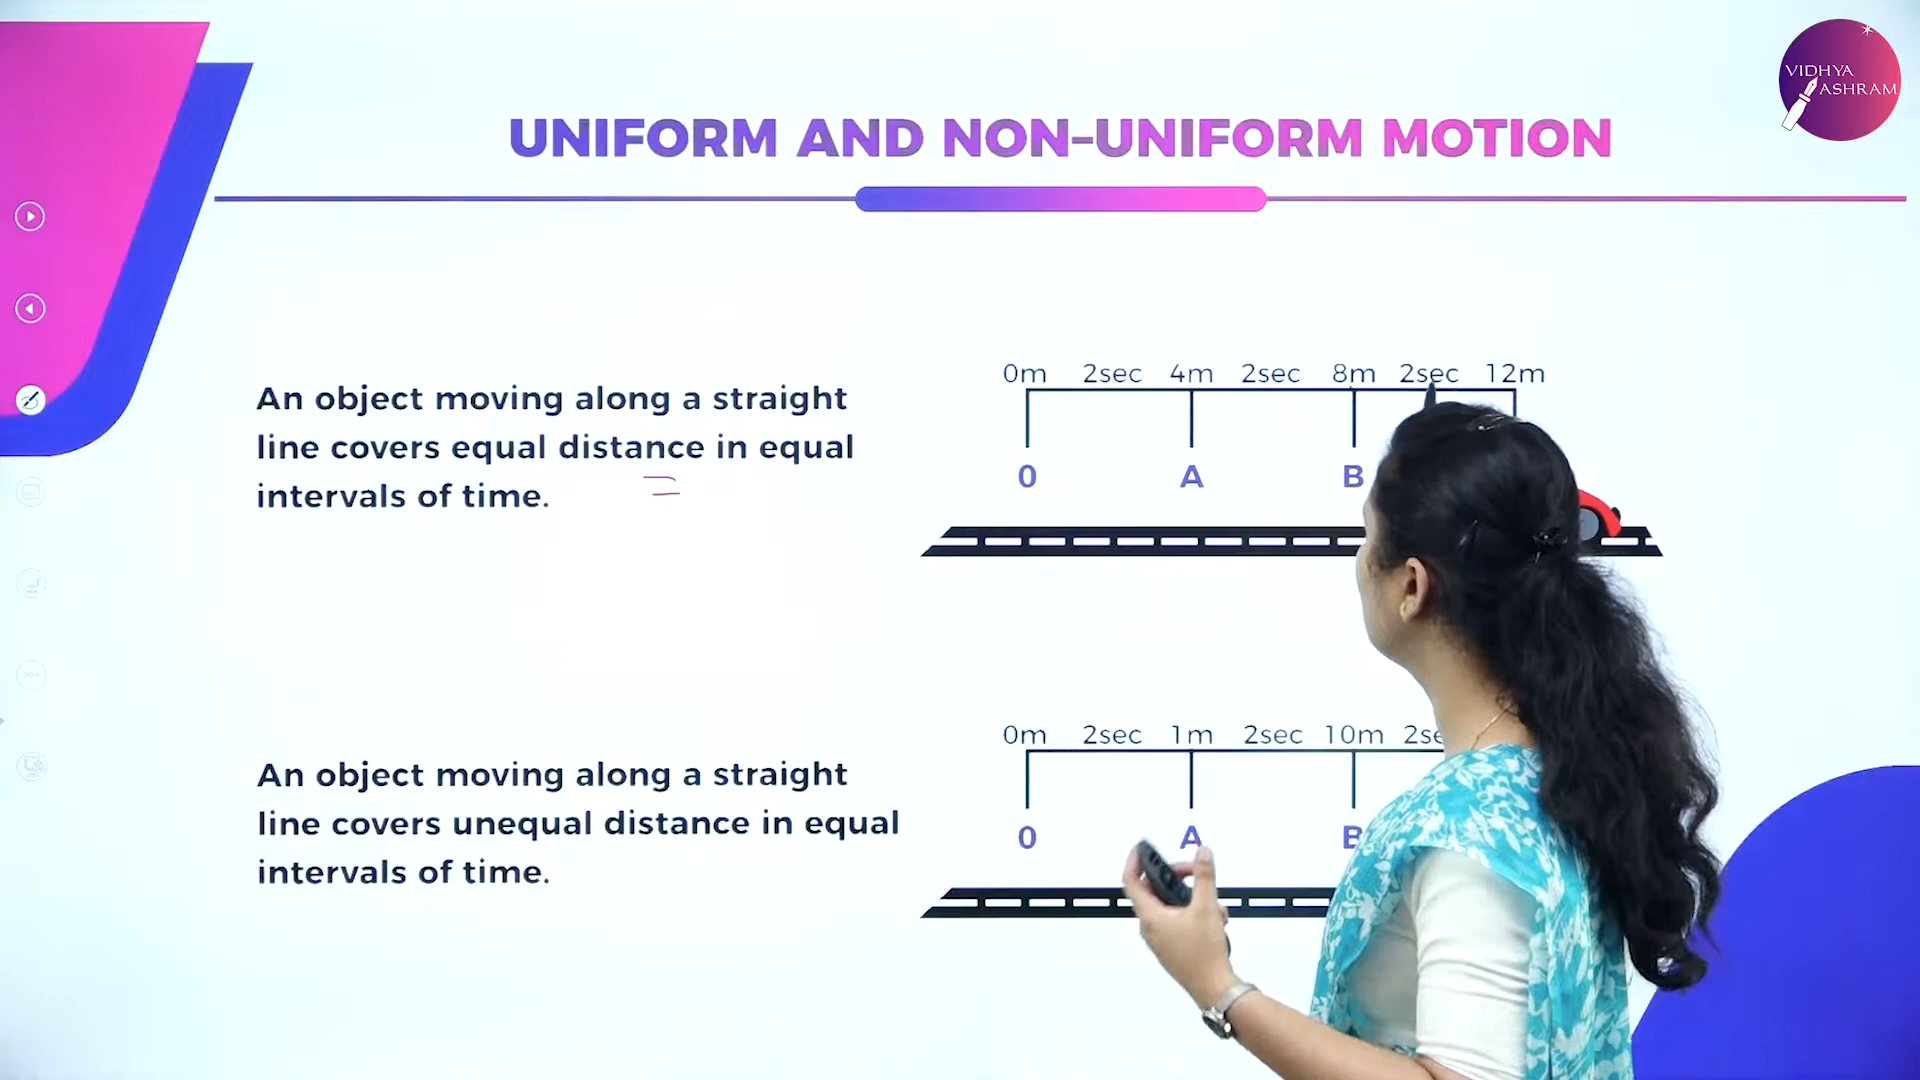 VIDHYA
ASHRAM
UNIFORM AND NON-UNIFORM MOTION
An object moving along a straight
line covers equal distance in equal
intervals of time.
0m 2sec 4m 2sec 8m 2sec 12m
0 A B
An object moving along a straight
line covers unequal distance in equal
intervals of time.
0m 2sec 1m 2sec 10m
0 A B